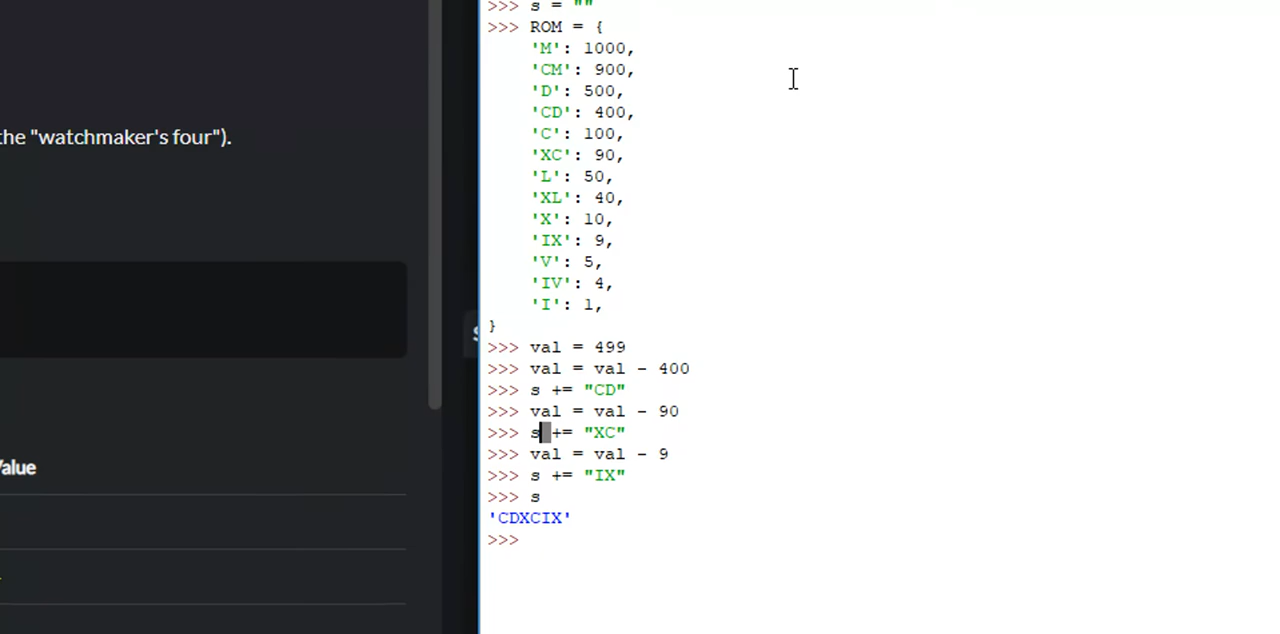 the "watchmaker's four").
Value
>>> s = ""
>>> ROM = {
'M': 1000,
'CM': 900,
'D': 500,
'CD': 400,
'C': 100,
'XC': 90,
'L': 50,
'XL': 40,
'X': 10,
'IX': 9,
'V': 5,
'IV': 4,
'I': 1,
}
>>> val = 499
>>> val = val - 400
>>> s += "CD"
>>> val = val - 90
>>> s += "XC"
>>> val = val - 9
>>> s += "IX"
>>> s
'CDXCIX'
>>>